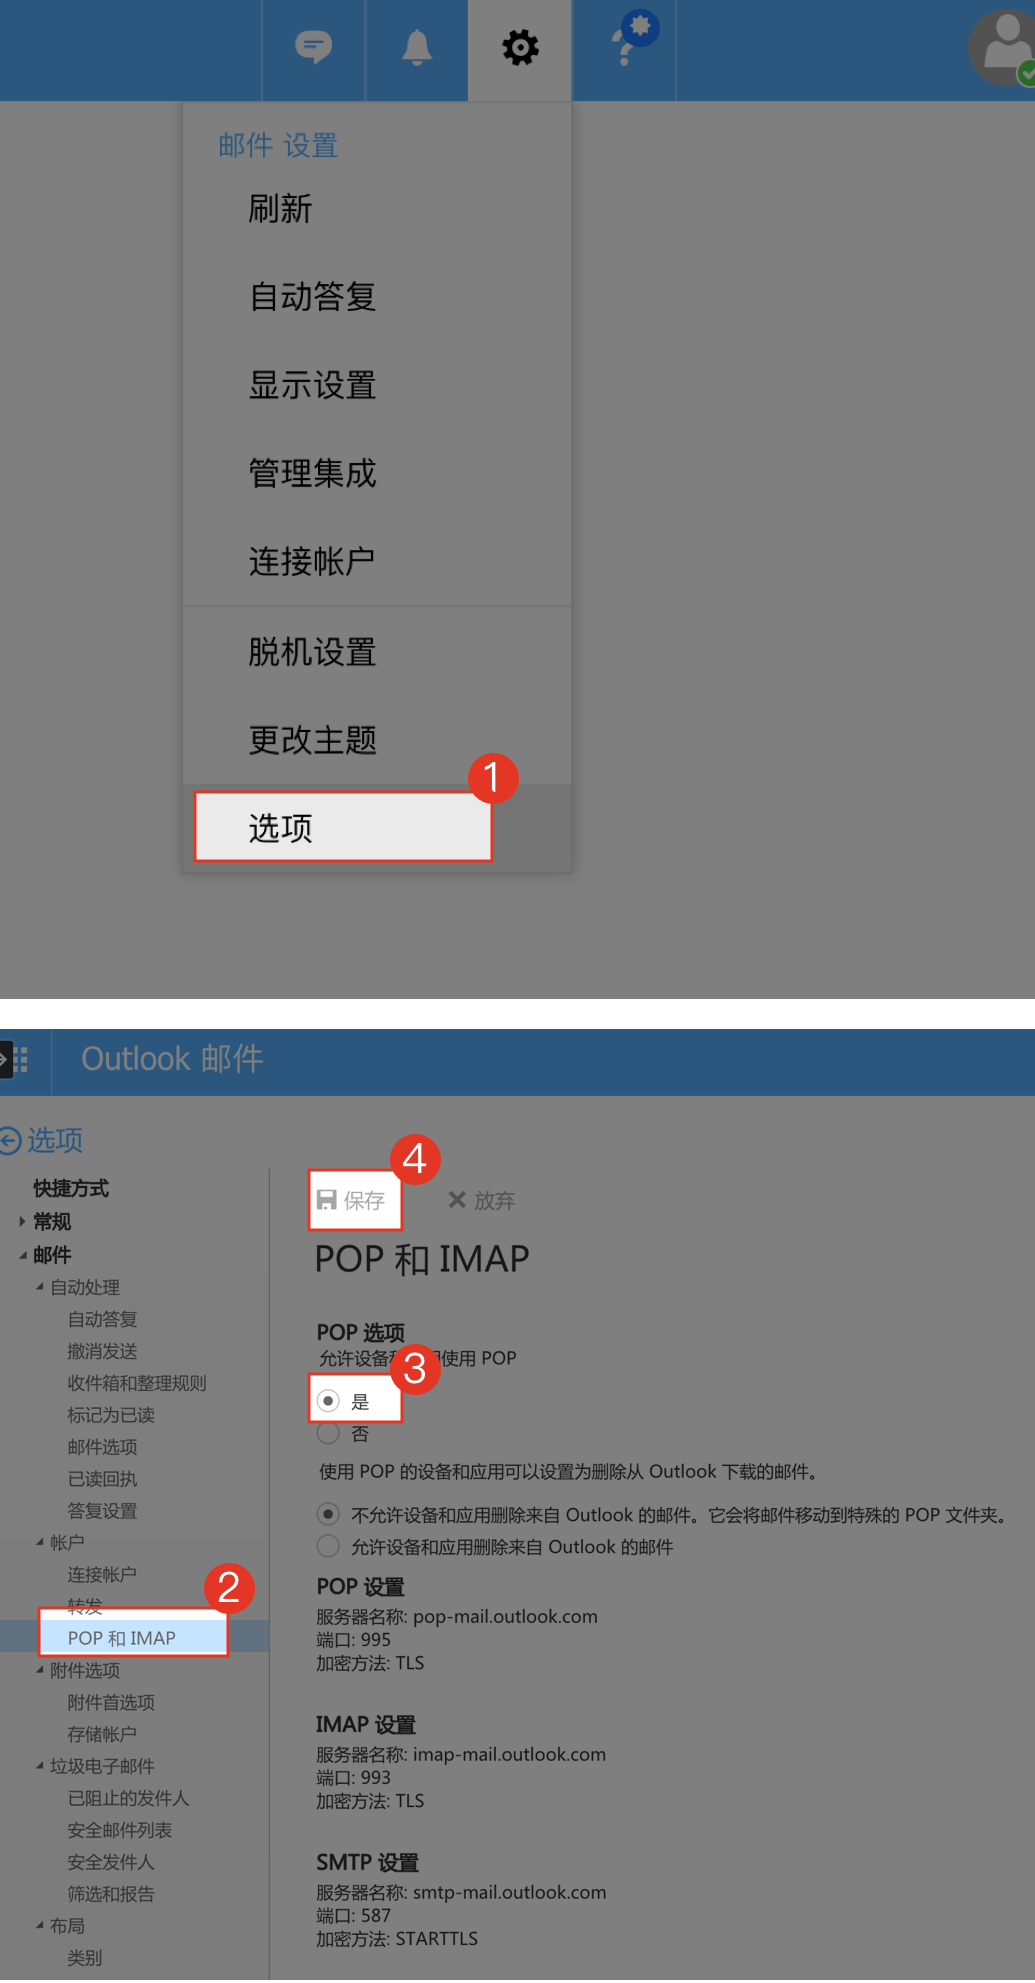 邮件 设置
刷新
自动答复
显示设置
管理集成
连接帐户
脱机设置
更改主题
1
选项
Outlook 邮件
选项
快捷方式
常规
邮件
自动处理
自动答复
撤消发送
收件箱和整理规则
标记为已读
邮件选项
已读回执
答复设置
帐户
连接帐户
2
转发
POP 和 IMAP
附件选项
附件首选项
存储帐户
垃圾电子邮件
已阻止的发件人
安全邮件列表
安全发件人
筛选和报告
布局
类别
4
保存
放弃
POP 和 IMAP
POP 选项
允许设备使用 POP
3
是
否
使用 POP 的设备和应用可以设置为删除从 Outlook 下载的邮件。
不允许设备和应用删除来自 Outlook 的邮件。它会将邮件移动到特殊的 POP 文件夹。
允许设备和应用删除来自 Outlook 的邮件
POP 设置
服务器名称: pop-mail.outlook.com
端口: 995
加密方法: TLS
IMAP 设置
服务器名称: imap-mail.outlook.com
端口: 993
加密方法: TLS
SMTP 设置
服务器名称: smtp-mail.outlook.com
端口: 587
加密方法: STARTTLS